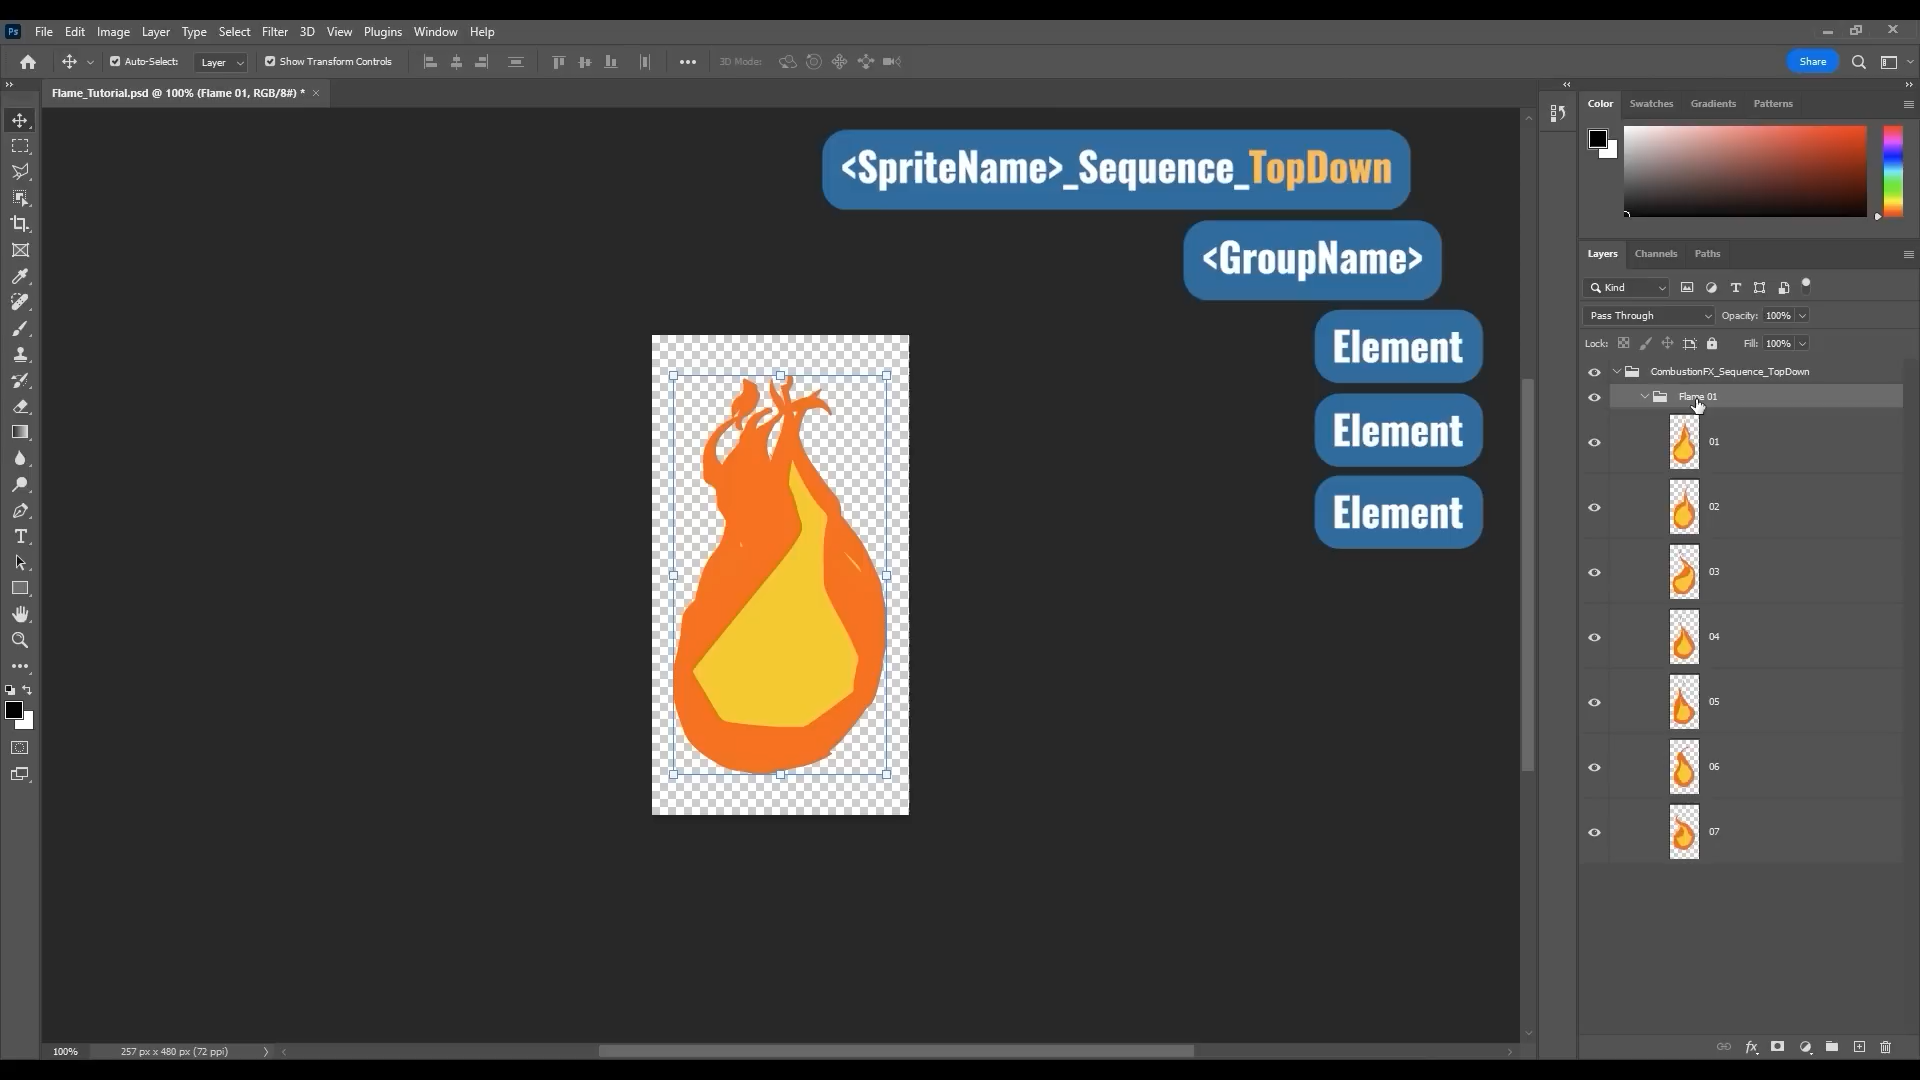 Ps File Edit Image Layer Type Select Filter 3D View Plugins Window Help
Auto-Select: Layer Show Transform Controls 3D Mode: Share
Flame_Tutorial.psd @ 100% (Flame 01, RGB/8#) *
<SpriteName>_Sequence_TopDown
<GroupName>
Element
Element
Element
Color Swatches Gradients Patterns
Layers Channels Paths
Kind
Pass Through Opacity: 100%
Lock: Fill: 100%
CombustionFX_Sequence_TopDown
Flame 01
01
02
03
04
05
06
07
100% 257 px x 480 px (72 ppi)